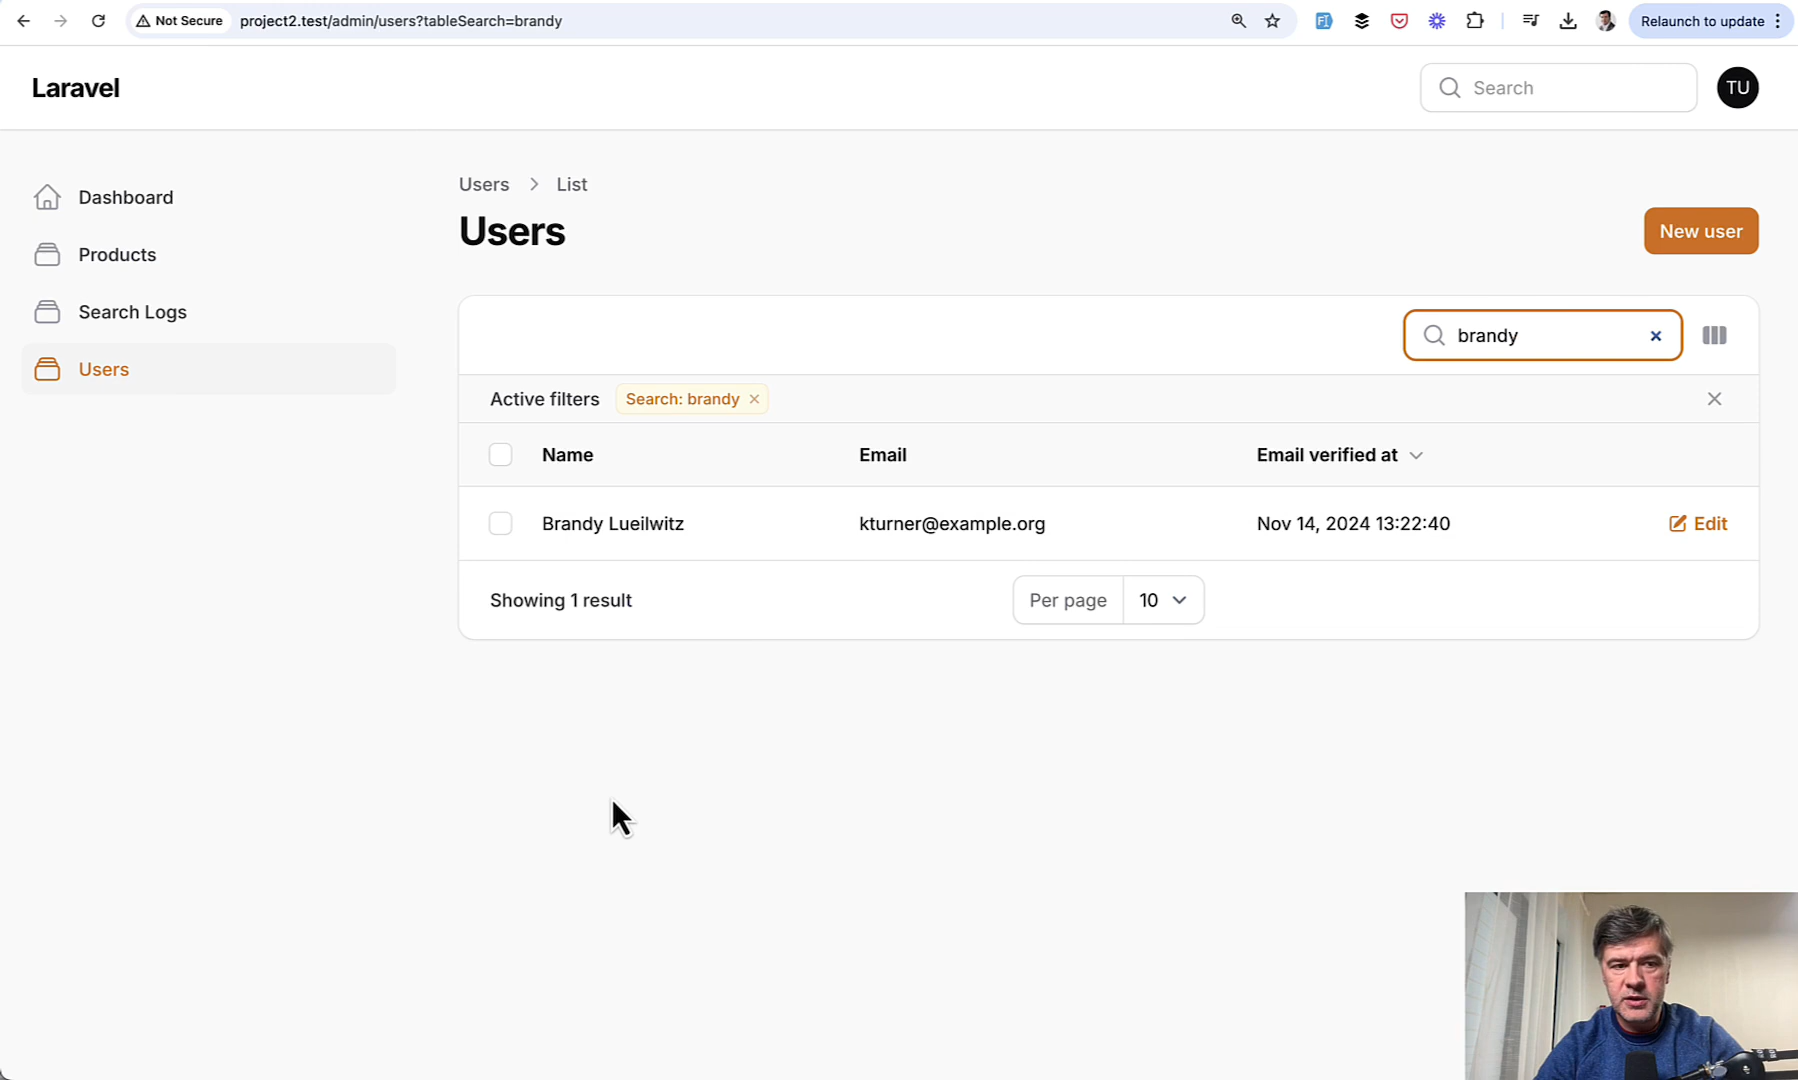 Not Secure project2.test/admin/users?tableSearch=brandy Relaunch to update
Laravel
Search
TU
Dashboard
Products
Search Logs
Users
Users > List
Users
New user
brandy
Active filters Search: brandy
Name Email Email verified at
Brandy Lueilwitz kturner@example.org Nov 14, 2024 13:22:40 Edit
Showing 1 result Per page 10